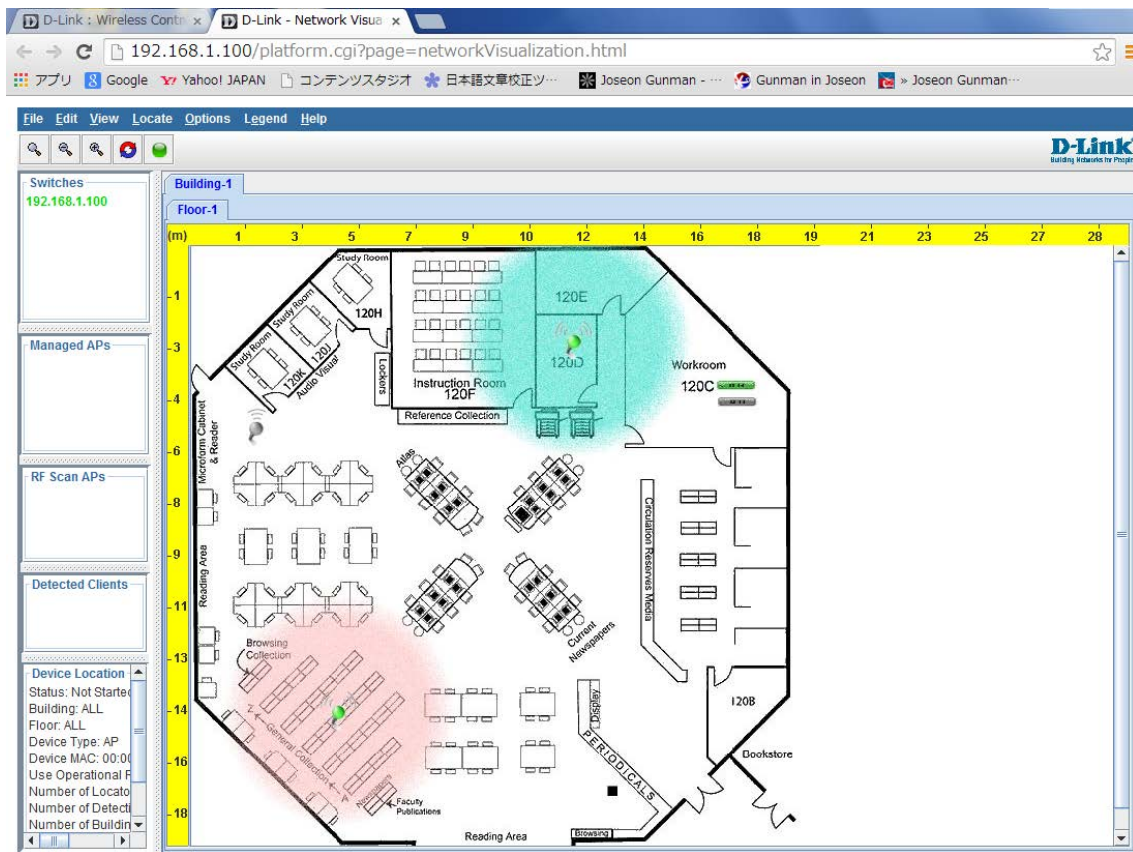 D-Link : Wireless Contr
D-Link - Network Visua
192.168.1.100/platform.cgi?page=networkVisualization.html
アプリ Google Yahoo! JAPAN コンテンツスタジオ 日本語文章校正ツ… Joseon Gunman - … Gunman in Joseon » Joseon Gunman…
File Edit View Locate Options Legend Help
D-Link
Building Networks for People
Switches
192.168.1.100
Managed APs
RF Scan APs
Detected Clients
Device Location
Status: Not Started
Building: ALL
Floor: ALL
Device Type: AP
Device MAC: 00:00
Use Operational
Number of Locato
Number of Detecti
Number of Buildin
Building-1
Floor-1
(m) 1 3 5 7 9 10 12 14 16 18 19 21 23 25 27 28
1
3
4
6
8
9
11
13
14
16
18
Study Room
120H
Study Room
120J
Study Room
120K
Audio Visual
Lockers
Instruction Room
120F
Reference Collection
120E
120D
Workroom
120C
Microform Cabinet
& Reader
Atlas
Circulation Reserves Media
Reading Area
Current
Newspapers
Browsing
Collection
Z General Collection A
Newspapers
Faculty
Publications
Display
PERIODICALS
120B
Bookstore
Reading Area
Browsing